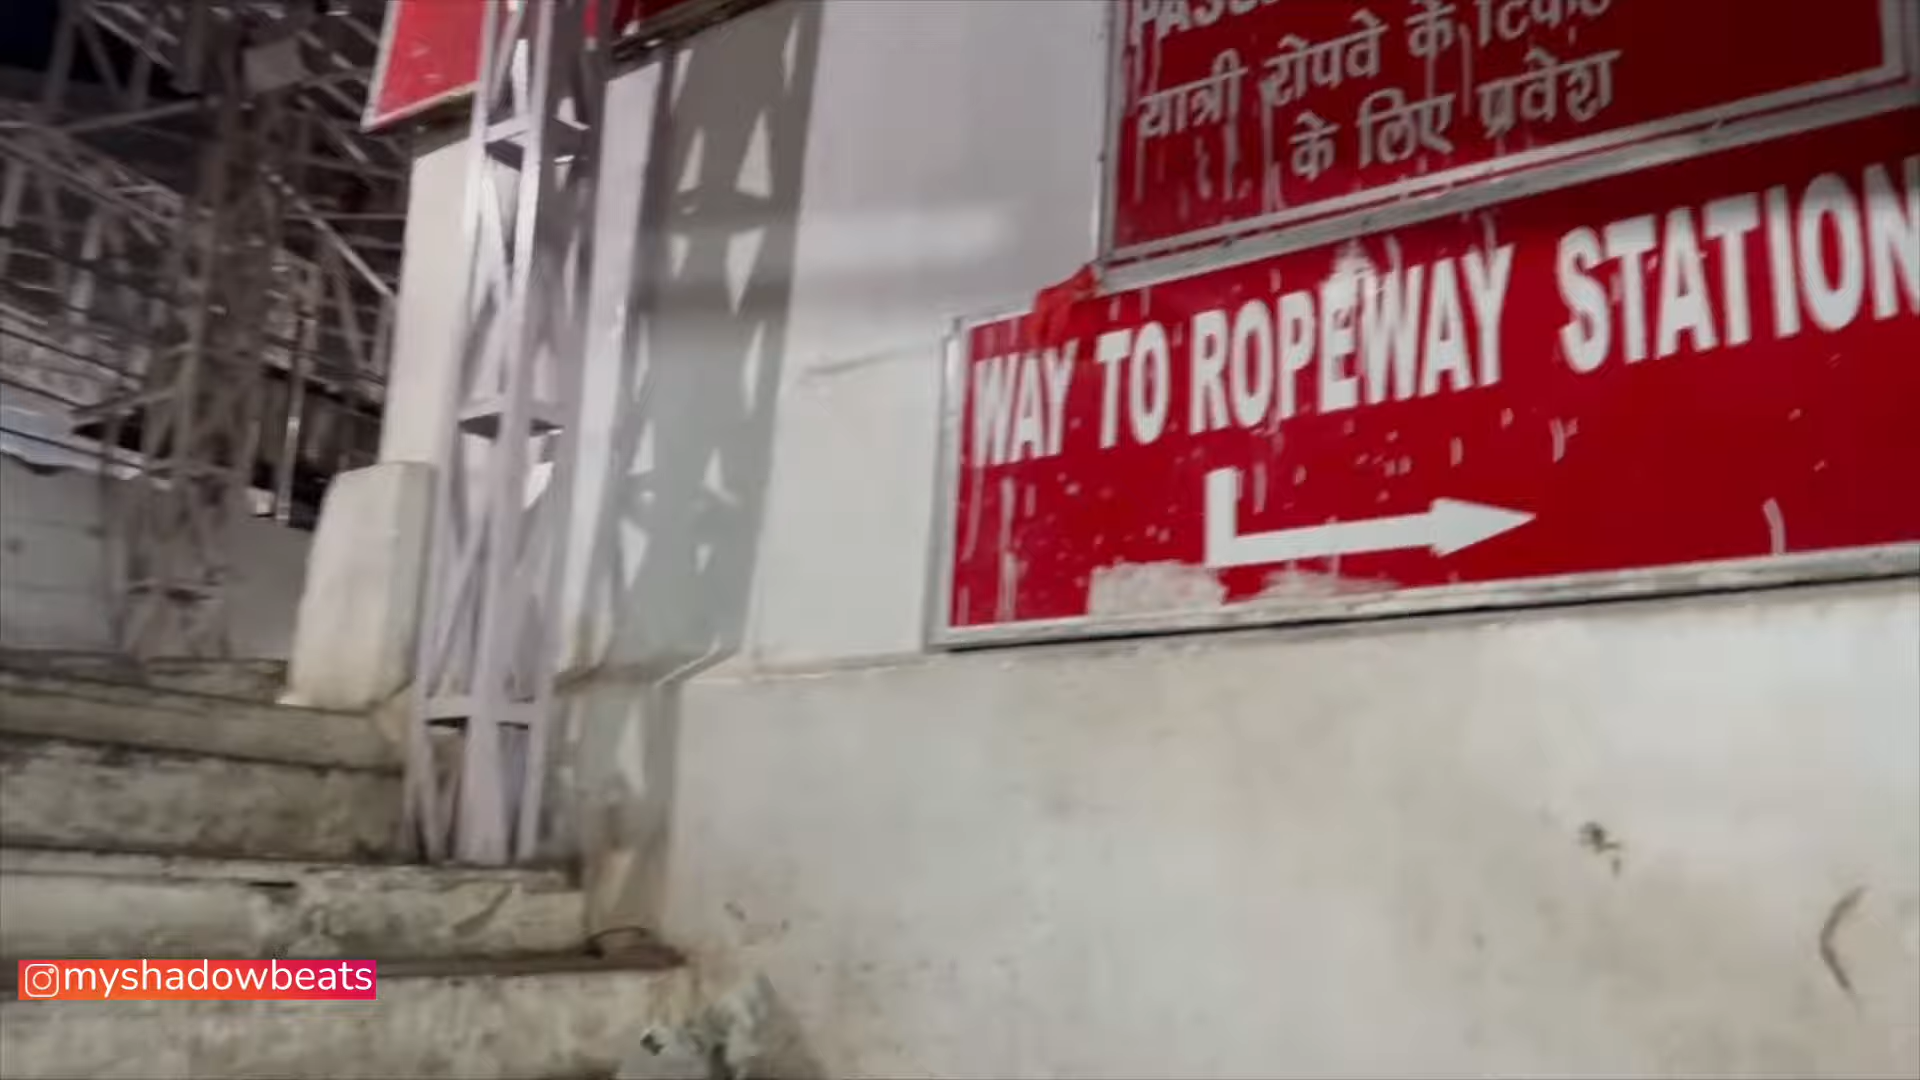 यात्री रोपवे के टिकट
के लिए प्रवेश
WAY TO ROPEWAY STATION
myshadowbeats